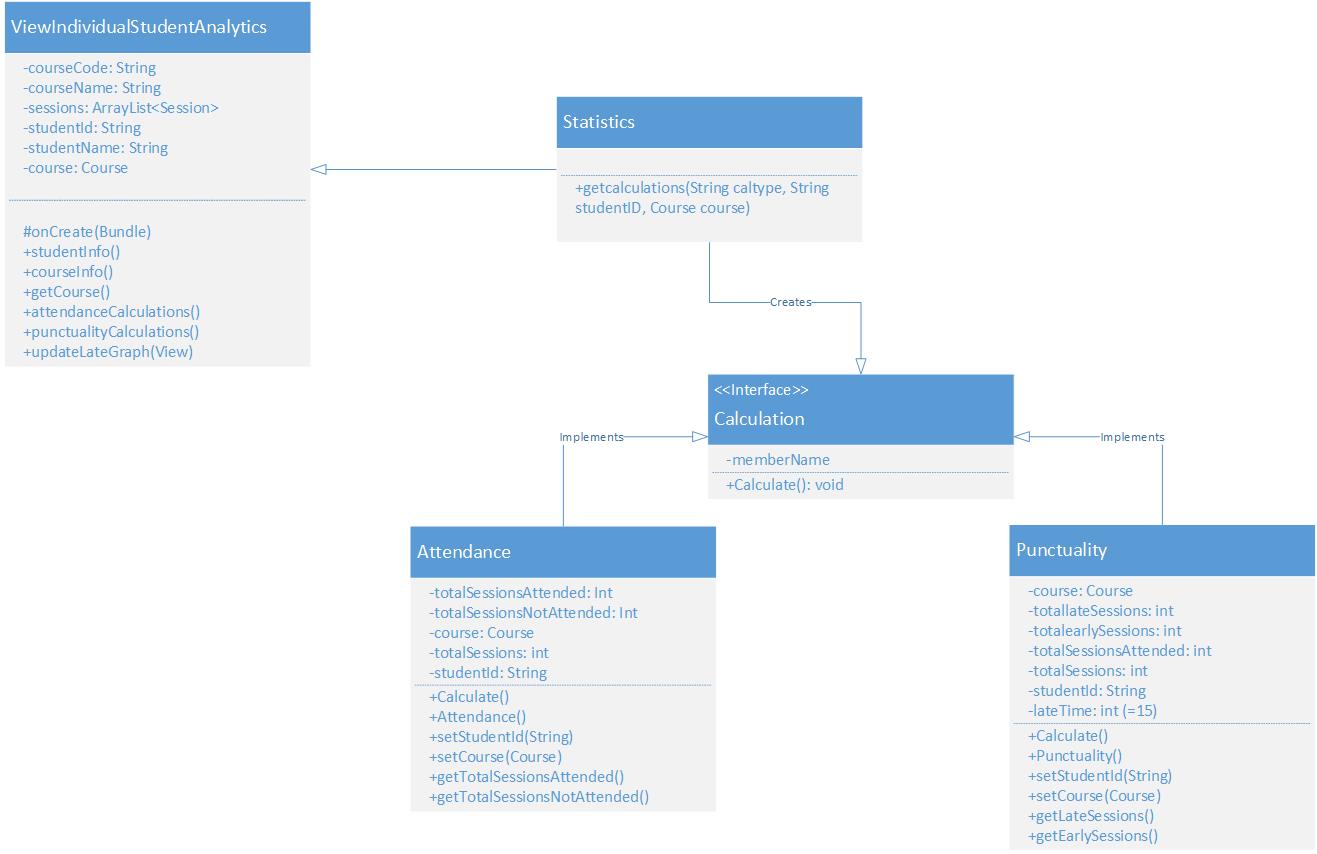 ViewIndividualStudentAnalytics
-courseCode: String
-courseName: String
-sessions: ArrayList<Session>
-studentId: String
-studentName: String
-course: Course
#onCreate(Bundle)
+studentInfo()
+courseInfo()
+getCourse()
+attendanceCalculations()
+punctualityCalculations()
+updateLateGraph(View)
Statistics
+getcalculations(String caltype, String
studentID, Course course)
Creates
<<Interface>>
Calculation
-memberName
+Calculate(): void
Implements
Implements
Attendance
-totalSessionsAttended: Int
-totalSessionsNotAttended: Int
-course: Course
-totalSessions: int
-studentId: String
+Calculate()
+Attendance()
+setStudentId(String)
+setCourse(Course)
+getTotalSessionsAttended()
+getTotalSessionsNotAttended()
Punctuality
-course: Course
-totallateSessions: int
-totalearlySessions: int
-totalSessionsAttended: int
-totalSessions: int
-studentId: String
-lateTime: int (=15)
+Calculate()
+Punctuality()
+setStudentId(String)
+setCourse(Course)
+getLateSessions()
+getEarlySessions()